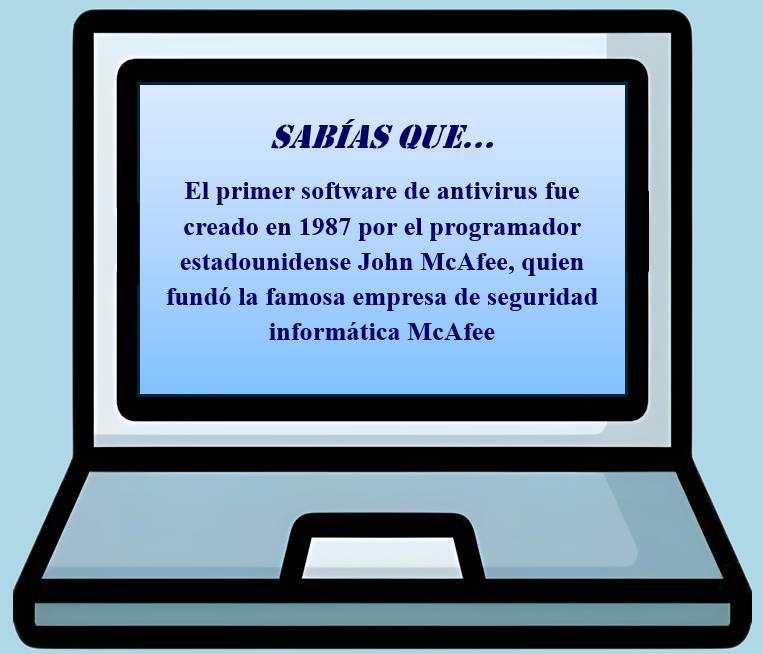 SABÍAS QUE...
El primer software de antivirus fue
creado en 1987 por el programador
estadounidense John McAfee, quien
fundó la famosa empresa de seguridad
informática McAfee